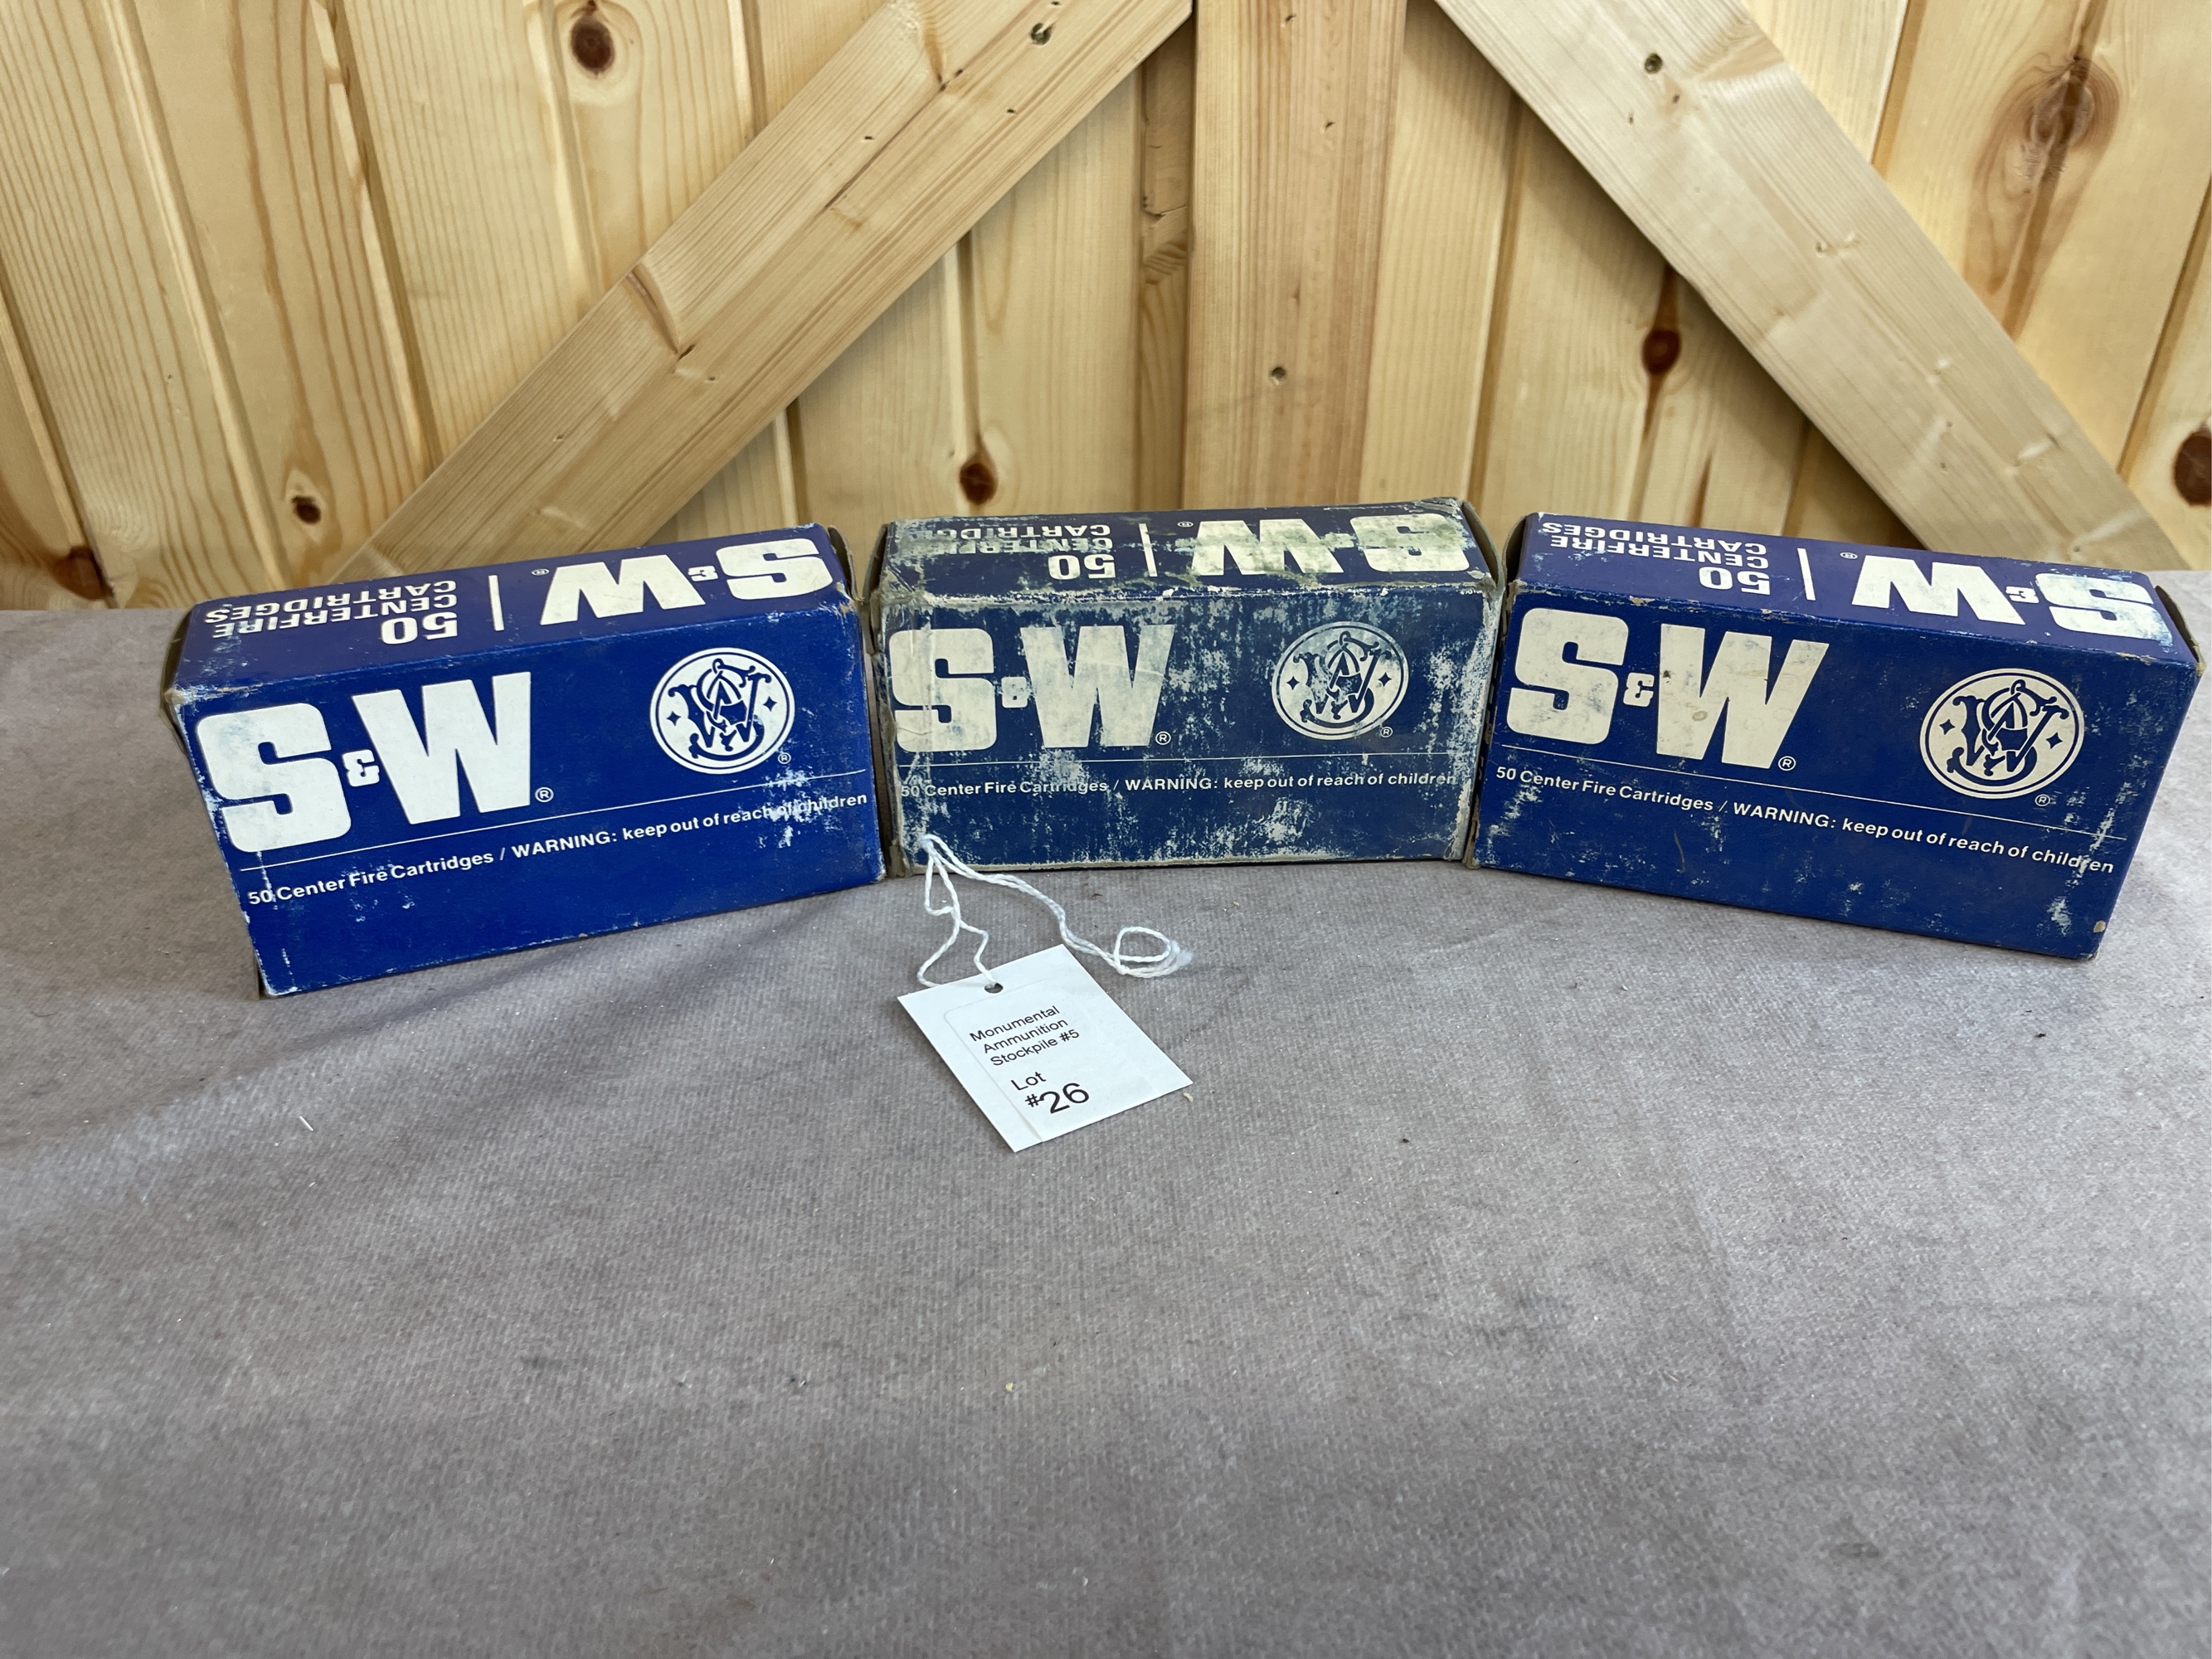 50
CENTERFIRE
CARTRIDGES
S&W®
S&W®
®
50 Center Fire Cartridges / WARNING: keep out of reach of children
50
CENTERFIRE
CARTRIDGES
S&W®
S&W®
®
50 Center Fire Cartridges / WARNING: keep out of reach of children
50
CENTERFIRE
CARTRIDGES
S&W®
S&W®
®
50 Center Fire Cartridges / WARNING: keep out of reach of children
Monumental
Ammunition
Stockpile #5
Lot
#26